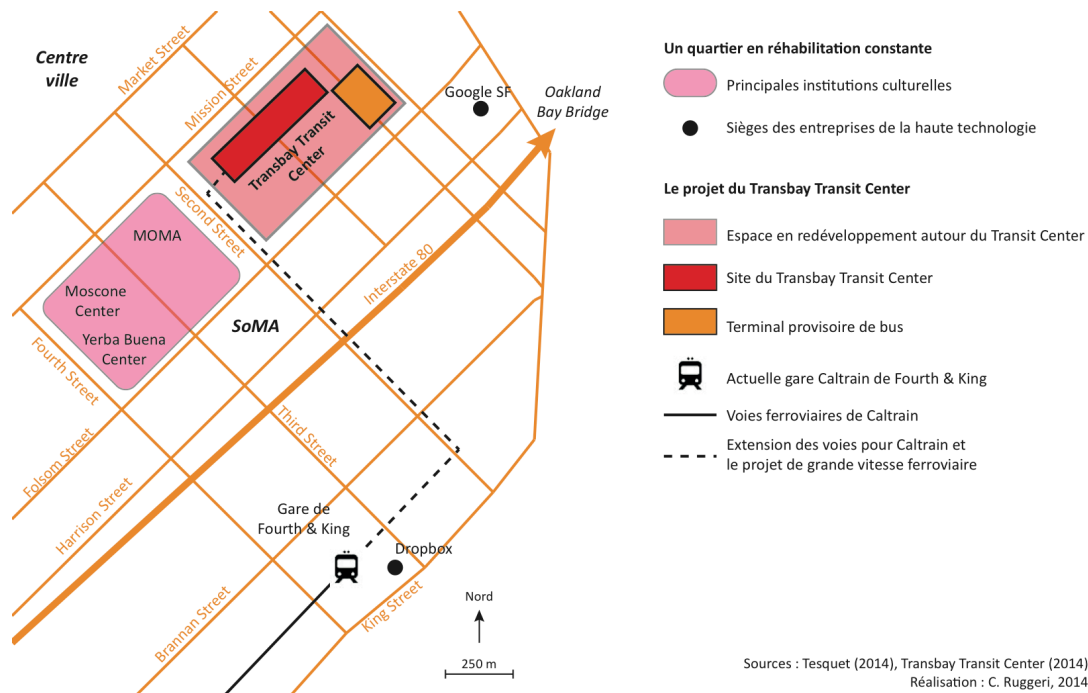 Centre
ville
Market Street
Mission Street
Google SF
Oakland
Bay Bridge
Transbay Transit
Center
Second Street
MOMA
Moscone
Center
Yerba Buena
Center
SoMA
Interstate 80
Fourth Street
Folsom Street
Harrison Street
Third Street
Gare de
Fourth & King
Dropbox
Brannan Street
King Street
Nord
250 m
Un quartier en réhabilitation constante
Principales institutions culturelles
Sièges des entreprises de la haute technologie
Le projet du Transbay Transit Center
Espace en redéveloppement autour du Transit Center
Site du Transbay Transit Center
Terminal provisoire de bus
Actuelle gare Caltrain de Fourth & King
Voies ferroviaires de Caltrain
Extension des voies pour Caltrain et
le projet de grande vitesse ferroviaire
Sources : Tesquet (2014), Transbay Transit Center (2014)
Réalisation : C. Ruggeri, 2014